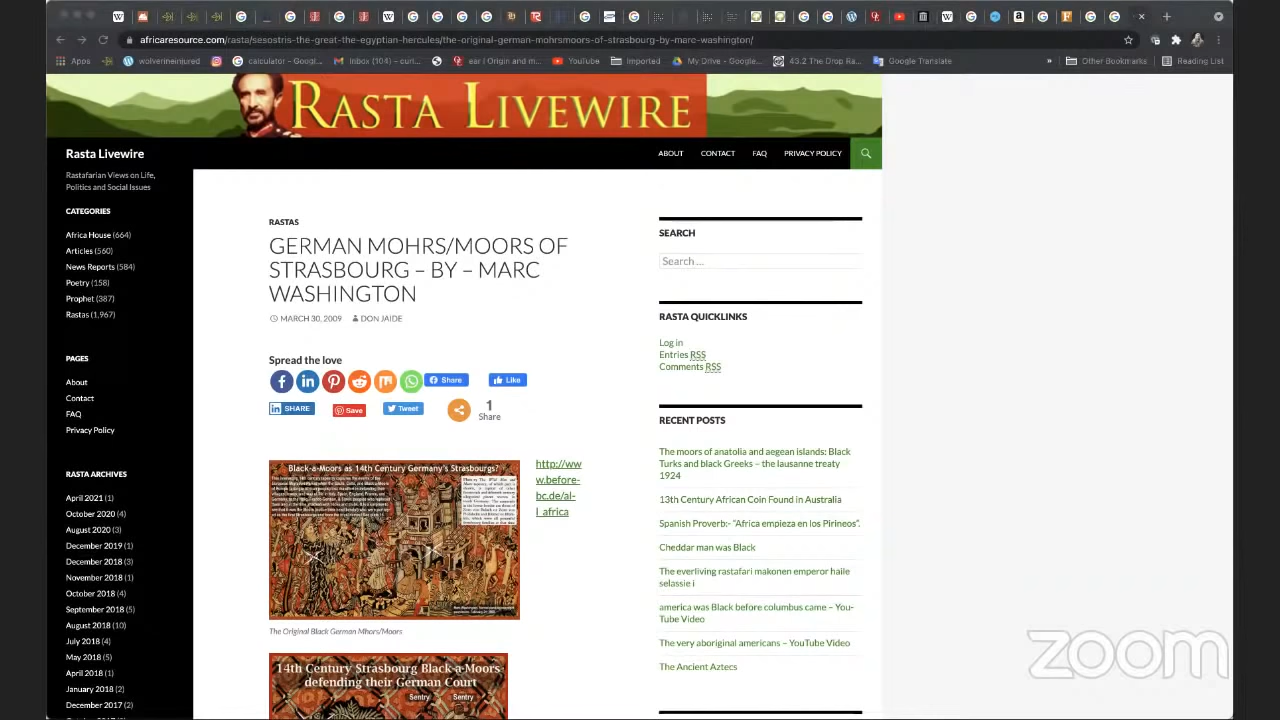 africaresource.com/rasta/sesostris-the-great-the-egyptian-hercules/the-original-german-mohrsmoors-of-strasbourg-by-marc-washington/
Apps
wolverineinjured
calculator - Googl...
Inbox (104) – curt...
ear | Origin and m...
YouTube
Imported
My Drive - Google...
43.2 The Drop Ra...
Google Translate
»
Other Bookmarks
Reading List
RASTA LIVEWIRE
Rasta Livewire
ABOUT
CONTACT
FAQ
PRIVACY POLICY
Rastafarian Views on Life,
Politics and Social Issues
CATEGORIES
Africa House (664)
Articles (560)
News Reports (584)
Poetry (158)
Prophet (387)
Rastas (1,967)
PAGES
About
Contact
FAQ
Privacy Policy
RASTA ARCHIVES
April 2021 (1)
October 2020 (4)
August 2020 (3)
December 2019 (1)
December 2018 (3)
November 2018 (1)
October 2018 (4)
September 2018 (5)
August 2018 (10)
July 2018 (4)
May 2018 (5)
April 2018 (1)
January 2018 (2)
December 2017 (2)
RASTAS
GERMAN MOHRS/MOORS OF
STRASBOURG – BY – MARC
WASHINGTON
MARCH 30, 2009
DON JAIDE
Spread the love
Share
Like
SHARE
Save
Tweet
1
Share
Black-a-Moors as 14th Century Germany's Strasbourgs?
http://ww
w.before-
bc.de/al-
l_africa
The Original Black German Mhors/Moors
14th Century Strasbourg Black-a-Moors
defending their German Court
Sentry
Sentry
SEARCH
Search ...
RASTA QUICKLINKS
Log in
Entries RSS
Comments RSS
RECENT POSTS
The moors of anatolia and aegean islands: Black
Turks and black Greeks – the lausanne treaty
1924
13th Century African Coin Found in Australia
Spanish Proverb:- "Africa empieza en los Pirineos".
Cheddar man was Black
The everliving rastafari makonen emperor haile
selassie i
america was Black before columbus came – You-
Tube Video
The very aboriginal americans – YouTube Video
The Ancient Aztecs
zoom